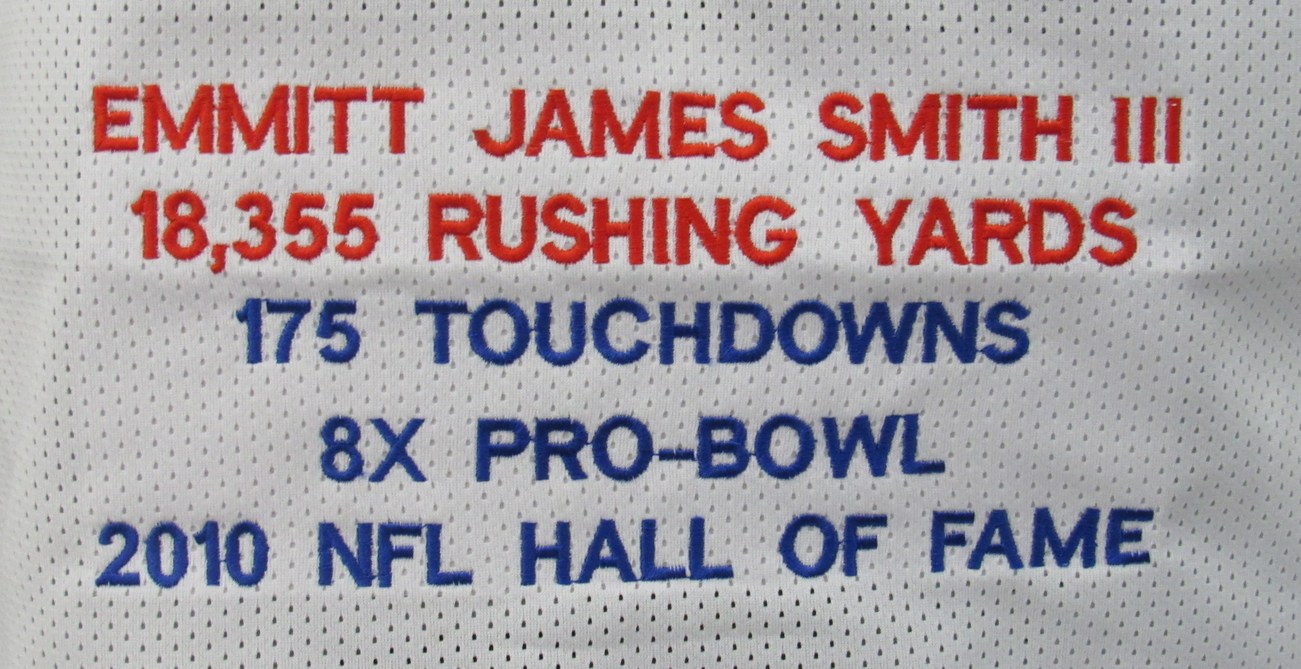 EMMITT JAMES SMITH III
18,355 RUSHING YARDS
175 TOUCHDOWNS
8X PRO-BOWL
2010 NFL HALL OF FAME